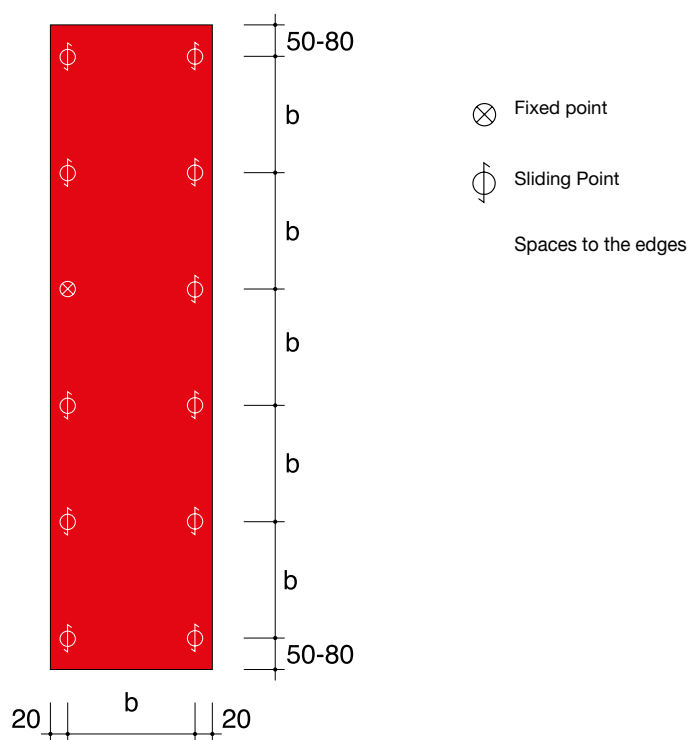 50-80
b
b
b
b
b
50-80
20
b
20
Fixed point
Sliding Point
Spaces to the edges